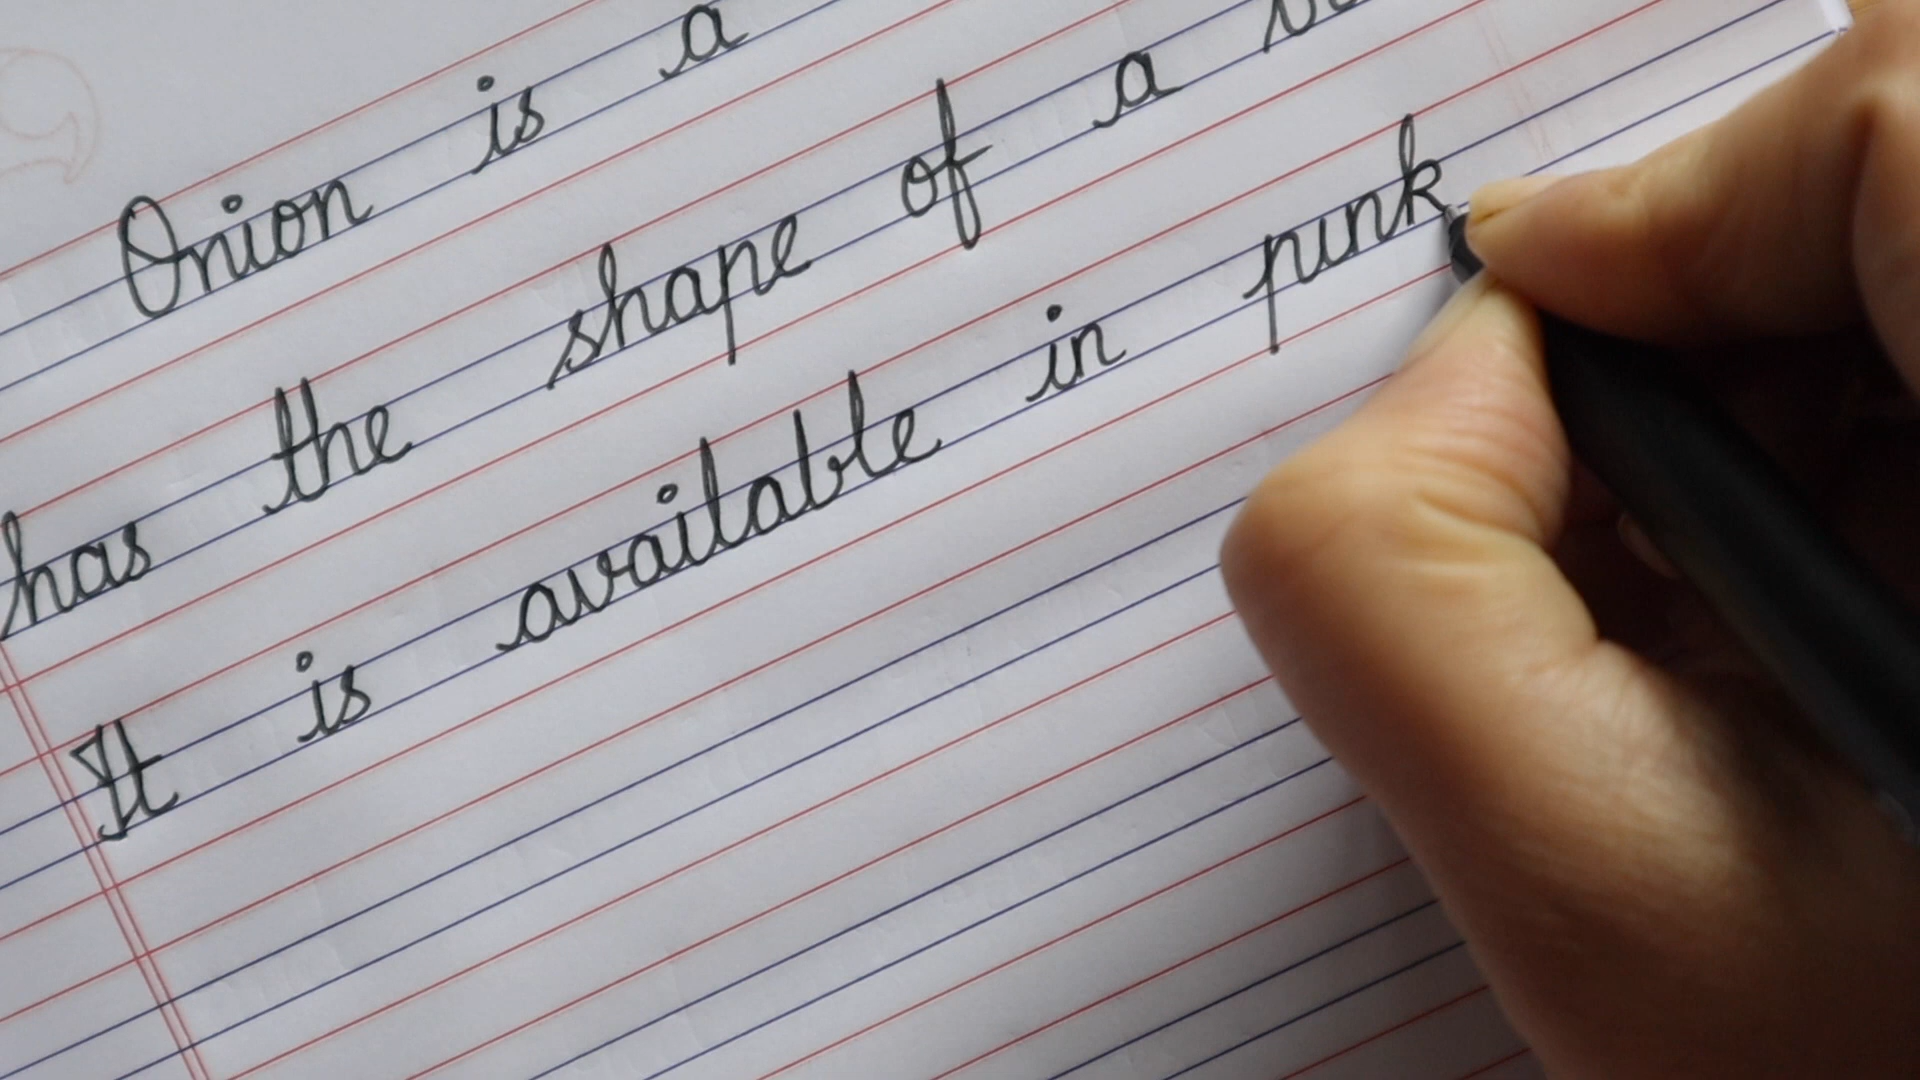 Onion is a
has the shape of a
It is available in pink